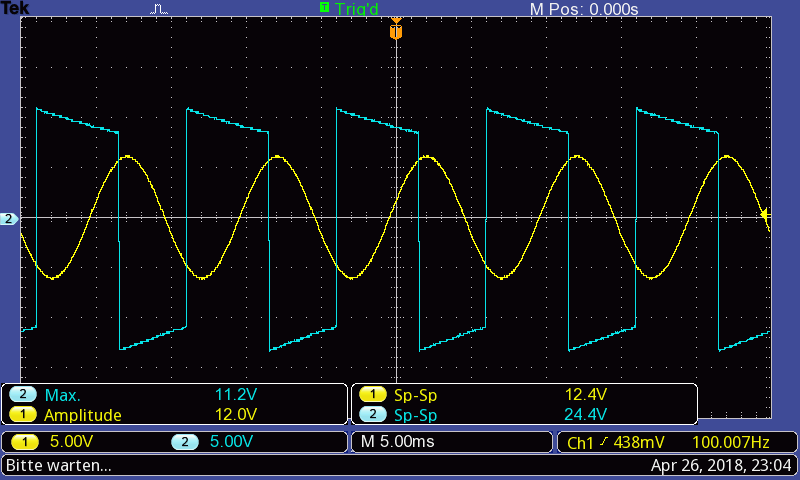 Tek T Trig'd M Pos: 0.000s
T
2
2 Max. 11.2V 1 Sp-Sp 12.4V
1 Amplitude 12.0V 2 Sp-Sp 24.4V
1 5.00V 2 5.00V M 5.00ms Ch1 438mV 100.007Hz
Bitte warten... Apr 26, 2018, 23:04